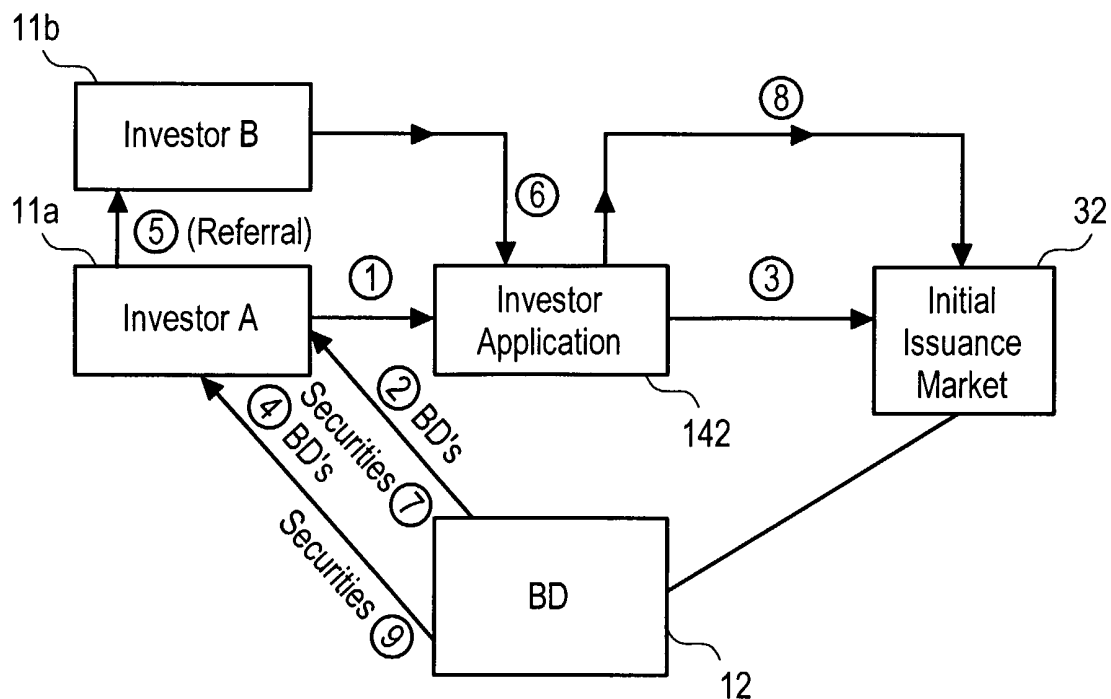 11b
Investor B
8
6
11a
5 (Referral)
32
Investor A
1
Investor
Application
3
Initial
Issuance
Market
2 BD's
Securities 7
4 BD's
Securities 9
142
BD
12